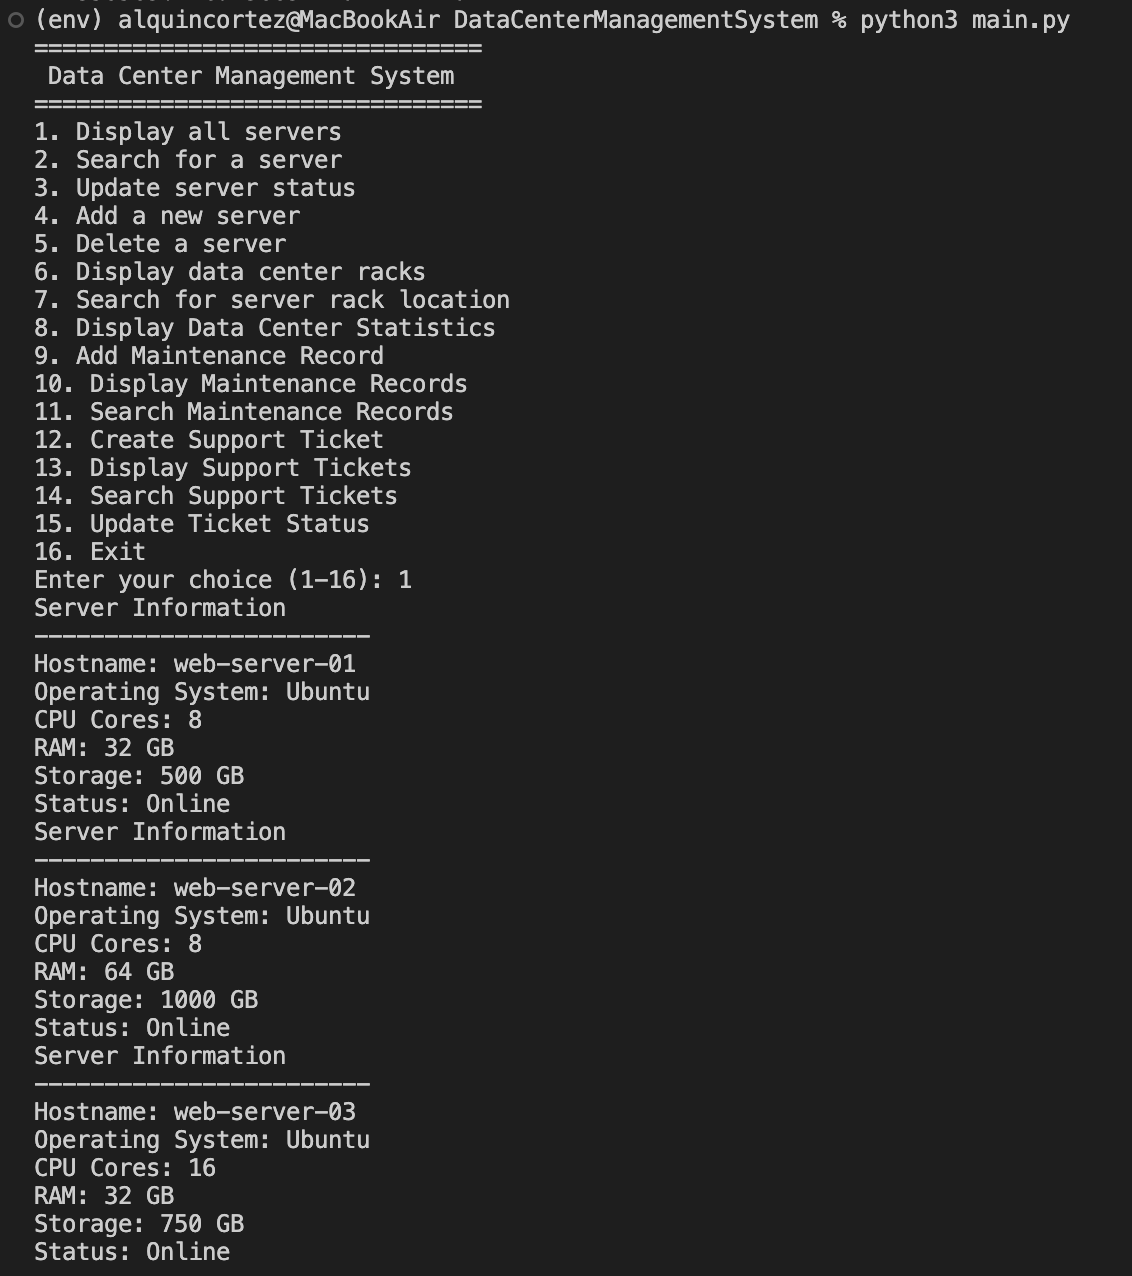 (env) alquincortez@MacBookAir DataCenterManagementSystem % python3 main.py
================================
Data Center Management System
================================
1. Display all servers
2. Search for a server
3. Update server status
4. Add a new server
5. Delete a server
6. Display data center racks
7. Search for server rack location
8. Display Data Center Statistics
9. Add Maintenance Record
10. Display Maintenance Records
11. Search Maintenance Records
12. Create Support Ticket
13. Display Support Tickets
14. Search Support Tickets
15. Update Ticket Status
16. Exit
Enter your choice (1-16): 1
Server Information
------------------------
Hostname: web-server-01
Operating System: Ubuntu
CPU Cores: 8
RAM: 32 GB
Storage: 500 GB
Status: Online
Server Information
------------------------
Hostname: web-server-02
Operating System: Ubuntu
CPU Cores: 8
RAM: 64 GB
Storage: 1000 GB
Status: Online
Server Information
------------------------
Hostname: web-server-03
Operating System: Ubuntu
CPU Cores: 16
RAM: 32 GB
Storage: 750 GB
Status: Online